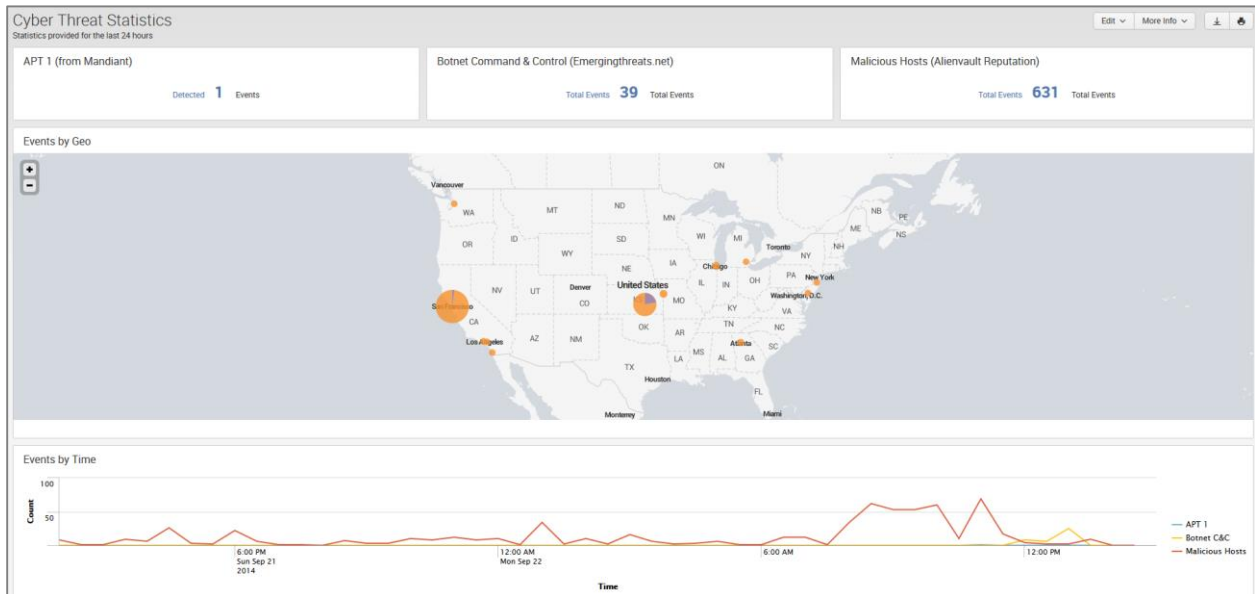 Cyber Threat Statistics
Edit More Info
Statistics provided for the last 24 hours
APT 1 (from Mandiant)
Detected 1 Events
Botnet Command & Control (Emergingthreats.net)
Total Events 39 Total Events
Malicious Hosts (Alienvault Reputation)
Total Events 631 Total Events
Events by Geo
+
-
ON
Vancouver
WA
MT
ND
MN
NB
PE
ME
NS
OR
ID
SD
WI
MI
Toronto
NH
WY
NY
IA
Chicago
NE
PA
New York
NV
UT
Denver
United States
IL
IN
OH
Washington, D.C.
CO
MO
San Francisco
KY
VA
CA
OK
TN
NC
Los Angeles
AZ
NM
AR
Atlanta
SC
MS
AL
GA
LA
TX
Houston
FL
Monterey
Miami
Events by Time
100
50
Count
APT 1
Botnet C&C
Malicious Hosts
6:00 PM
Sun Sep 21
2014
12:00 AM
Mon Sep 22
6:00 AM
12:00 PM
Time